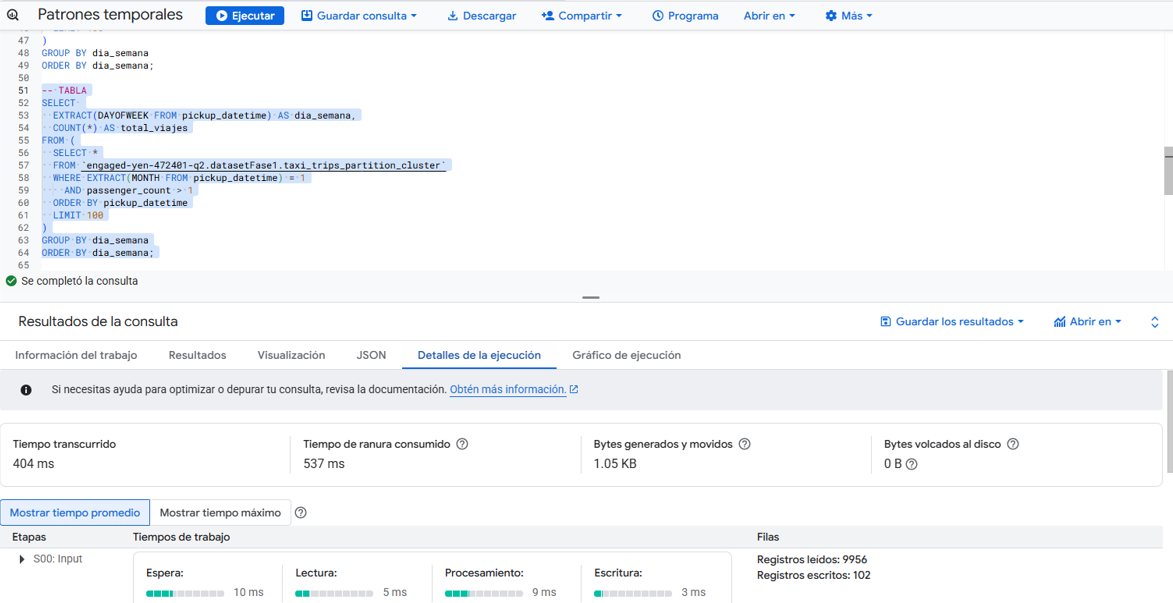 Patrones temporales
Ejecutar
Guardar consulta
Descargar
Compartir
Programa
Abrir en
Más
47 )
48 GROUP BY dia_semana
49 ORDER BY dia_semana;
50
51 -- TABLA
52 SELECT
53 EXTRACT(DAYOFWEEK FROM pickup_datetime) AS dia_semana,
54 COUNT(*) AS total_viajes
55 FROM (
56 SELECT *
57 FROM `engaged-yen-472401-q2.datasetFase1.taxi_trips_partition_cluster`
58 WHERE EXTRACT(MONTH FROM pickup_datetime) = 1
59 AND passenger_count > 1
60 ORDER BY pickup_datetime
61 LIMIT 100
62 )
63 GROUP BY dia_semana
64 ORDER BY dia_semana;
65
Se completó la consulta
Resultados de la consulta
Guardar los resultados
Abrir en
Información del trabajo
Resultados
Visualización
JSON
Detalles de la ejecución
Gráfico de ejecución
Si necesitas ayuda para optimizar o depurar tu consulta, revisa la documentación. Obtén más información.
Tiempo transcurrido
404 ms
Tiempo de ranura consumido
537 ms
Bytes generados y movidos
1.05 KB
Bytes volcados al disco
0 B
Mostrar tiempo promedio
Mostrar tiempo máximo
Etapas
Tiempos de trabajo
Filas
S00: Input
Espera:
10 ms
Lectura:
5 ms
Procesamiento:
9 ms
Escritura:
3 ms
Registros leídos: 9956
Registros escritos: 102